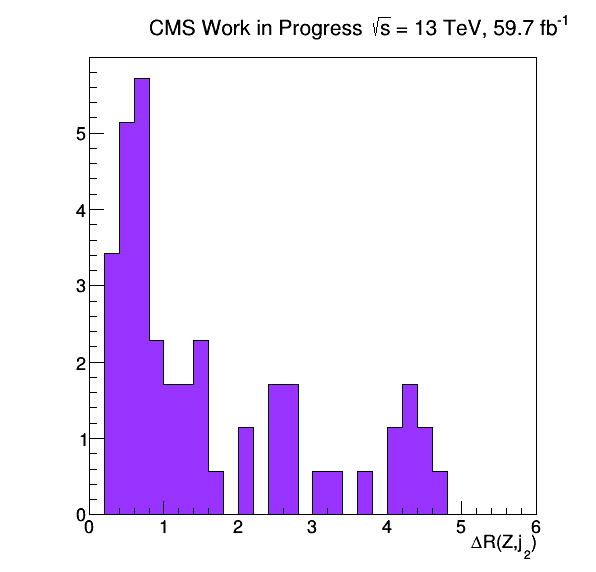 CMS Work in Progress √s = 13 TeV, 59.7 fb⁻¹
5
4
3
2
1
0
0 1 2 3 4 5 6
ΔR(Z,j₂)